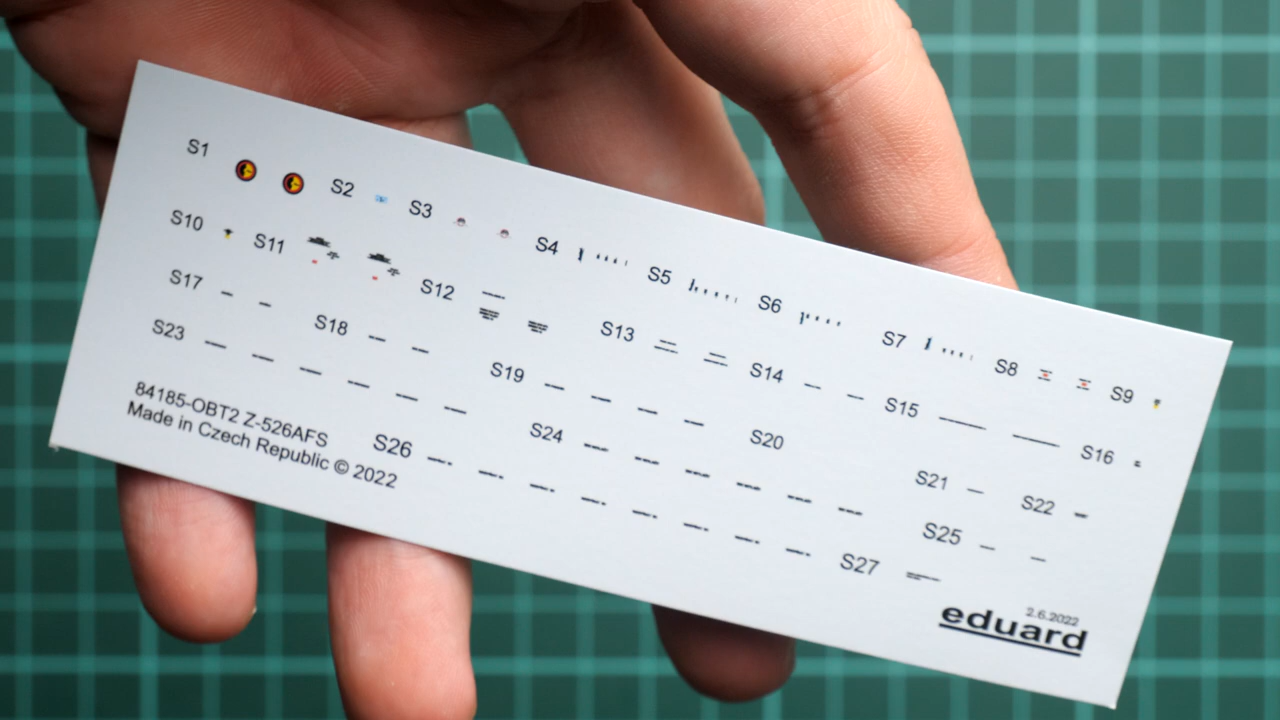 S1 S2 S3 S4 S5 S6 S7 S8 S9
S10 S11 S12 S13 S14 S15 S16
S17 S18 S19 S20 S21 S22
S23 S24 S25
S26 S27
84185-OBT2 Z-526AFS
Made in Czech Republic © 2022
2.6.2022
eduard